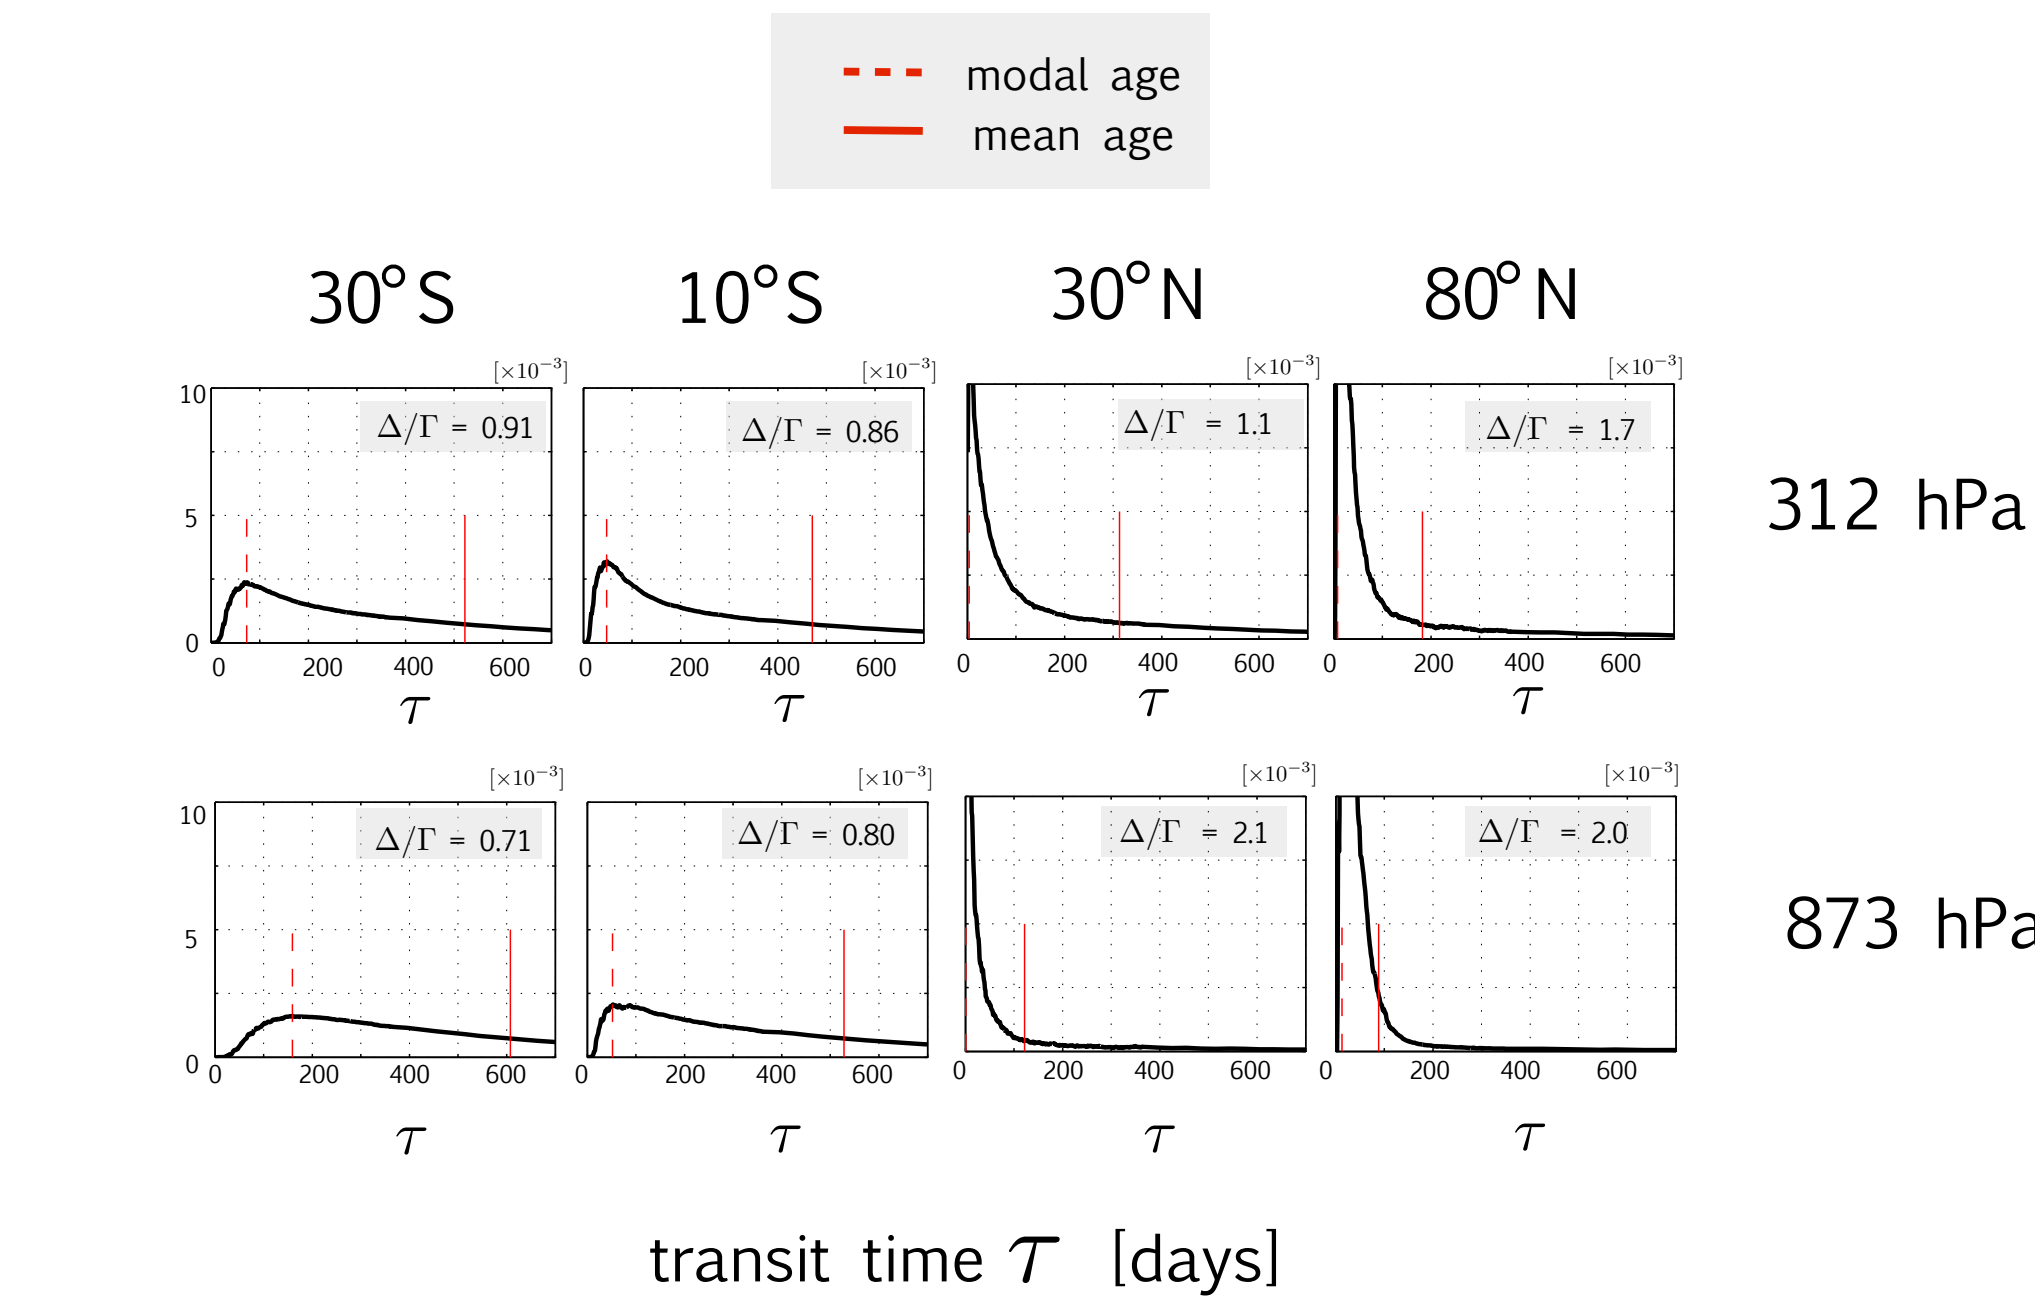 modal age
mean age
30°S 10°S 30°N 80°N
[×10⁻³] [×10⁻³] [×10⁻³] [×10⁻³]
10
Δ/Γ = 0.91 Δ/Γ = 0.86 Δ/Γ = 1.1 Δ/Γ = 1.7
312 hPa
5
0
0 200 400 600 0 200 400 600 0 200 400 600 0 200 400 600
τ τ τ τ
[×10⁻³] [×10⁻³] [×10⁻³] [×10⁻³]
10
Δ/Γ = 0.71 Δ/Γ = 0.80 Δ/Γ = 2.1 Δ/Γ = 2.0
873 hPa
5
0
0 200 400 600 0 200 400 600 0 200 400 600 0 200 400 600
τ τ τ τ
transit time τ [days]